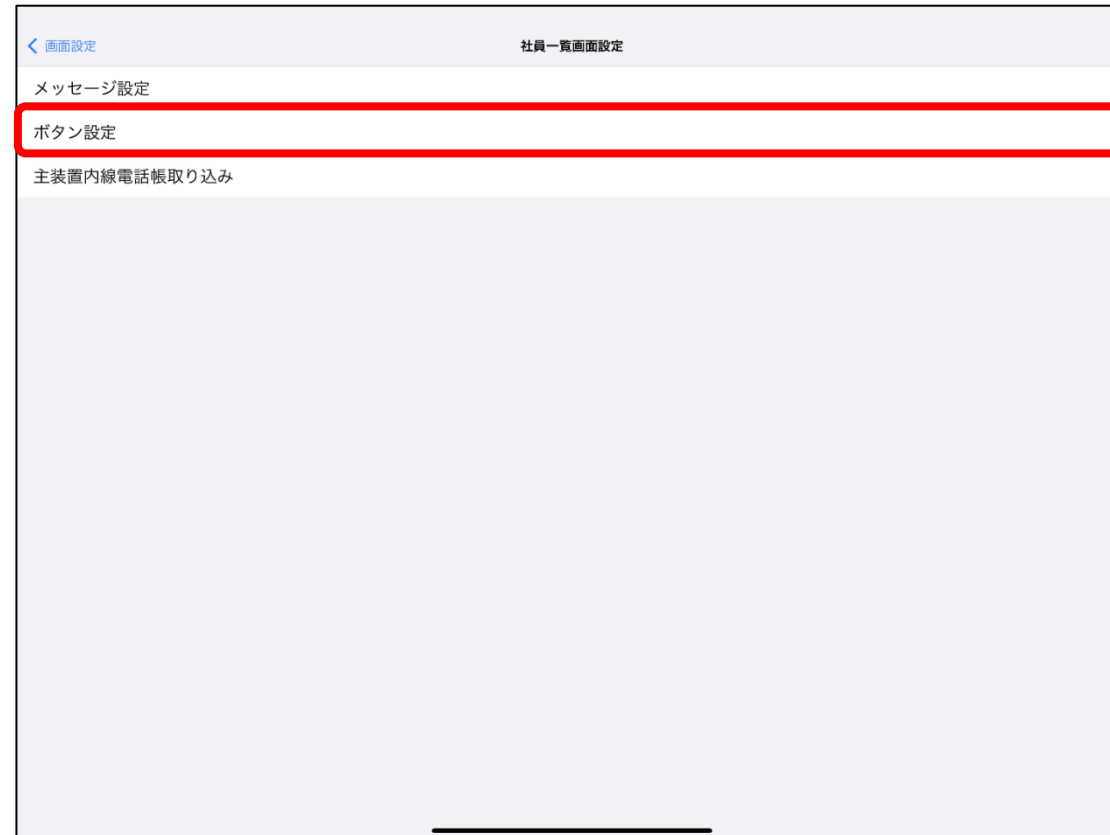 画面設定
社員一覧画面設定
メッセージ設定
ボタン設定
主装置内線電話帳取り込み